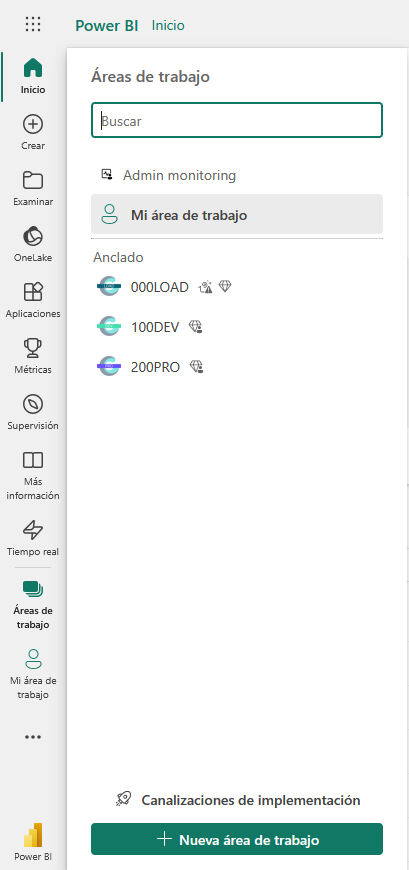 Power BI Inicio
Inicio
Crear
Examinar
OneLake
Aplicaciones
Métricas
Supervisión
Más
información
Tiempo real
Áreas de
trabajo
Mi área de
trabajo
Power BI
Áreas de trabajo
Buscar
Admin monitoring
Mi área de trabajo
Anclado
000LOAD
100DEV
200PRO
Canalizaciones de implementación
Nueva área de trabajo